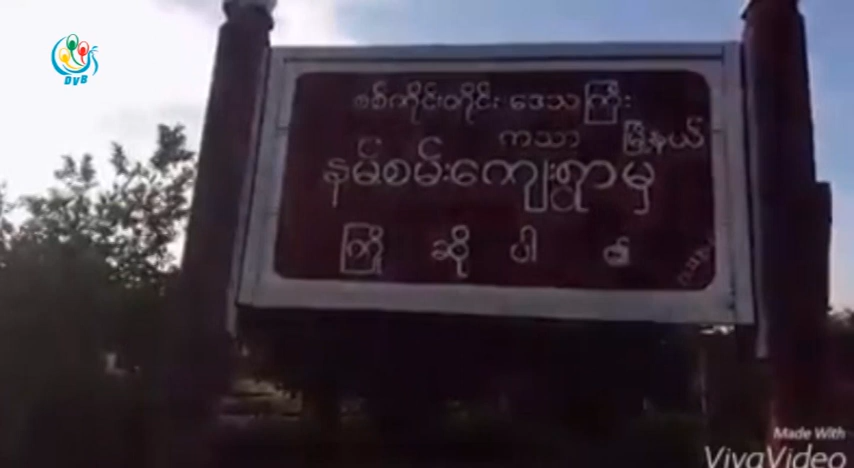 DVB
စစ်ကိုင်းတိုင်း ဒေသကြီး
ကသာ မြို့နယ်
နမ်စမ်းကျေးရွာမှ
ကြို ဆို ပါ ၏
Made With
VivaVideo